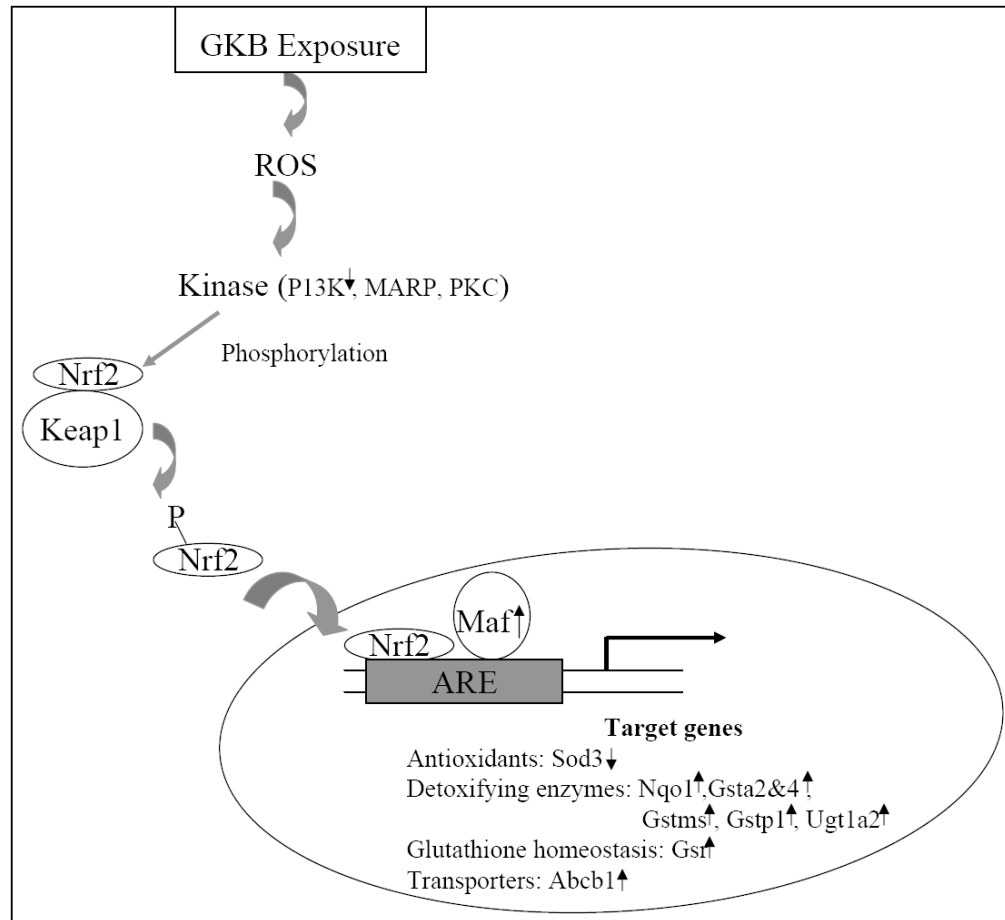 GKB Exposure
ROS
Kinase (P13K↓, MARP, PKC)
Phosphorylation
Nrf2
Keap1
P
Nrf2
Maf↑
Nrf2
ARE
Target genes
Antioxidants: Sod3↓
Detoxifying enzymes: Nqo1↑,Gsta2&4↑,
Gstms↑, Gstp1↑, Ugt1a2↑
Glutathione homeostasis: Gsr↑
Transporters: Abcb1↑